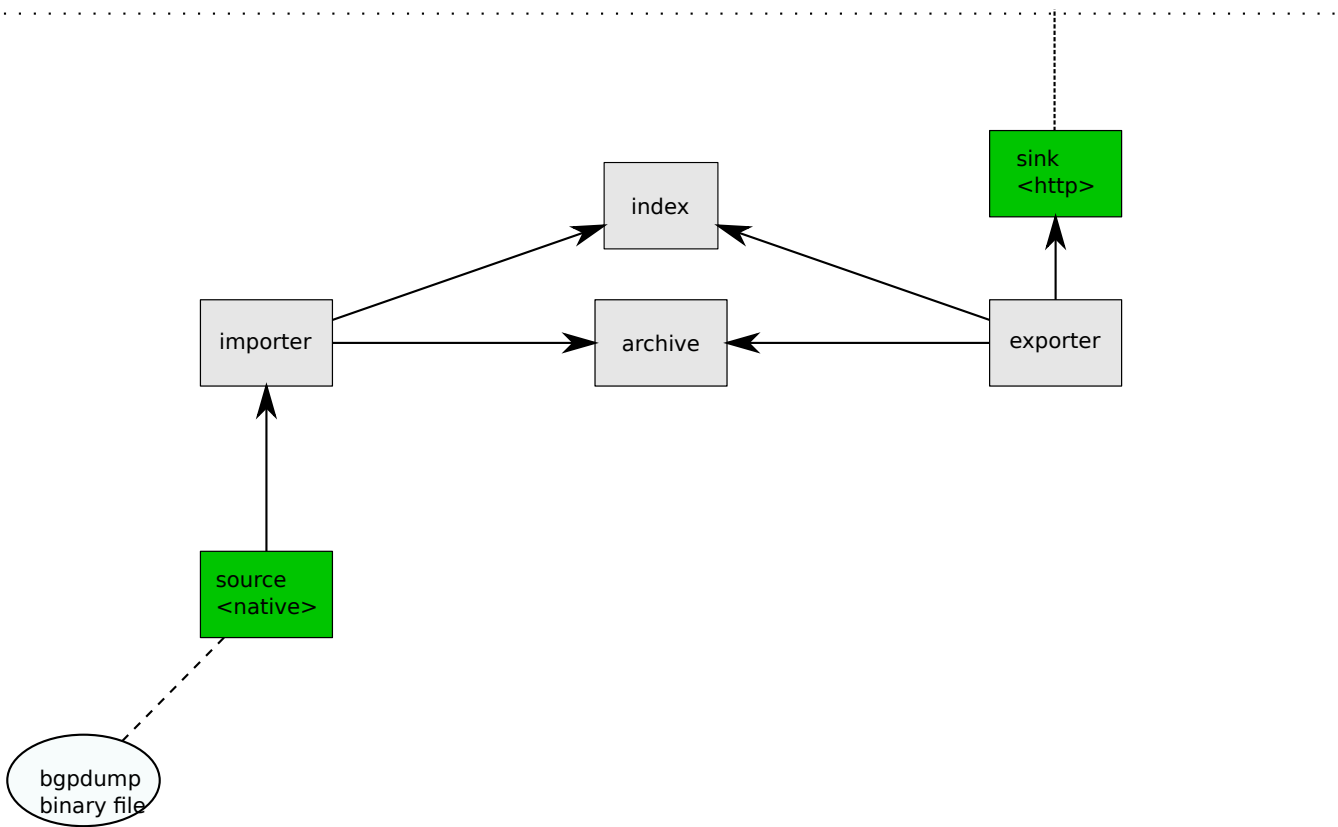 sink
<http>
index
importer
archive
exporter
source
<native>
bgpdump
binary file